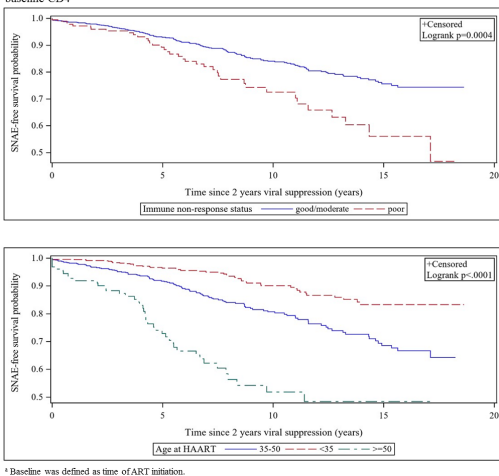 +Censored
Logrank p=0.0004
SNAE-free survival probability
1.0
0.9
0.8
0.7
0.6
0.5
0 5 10 15 20
Time since 2 years viral suppression (years)
Immune non-response status good/moderate poor
+Censored
Logrank p<.0001
SNAE-free survival probability
1.0
0.9
0.8
0.7
0.6
0.5
0 5 10 15 20
Time since 2 years viral suppression (years)
Age at HAART 35-50 <35 >=50
ᵃ Baseline was defined as time of ART initiation.